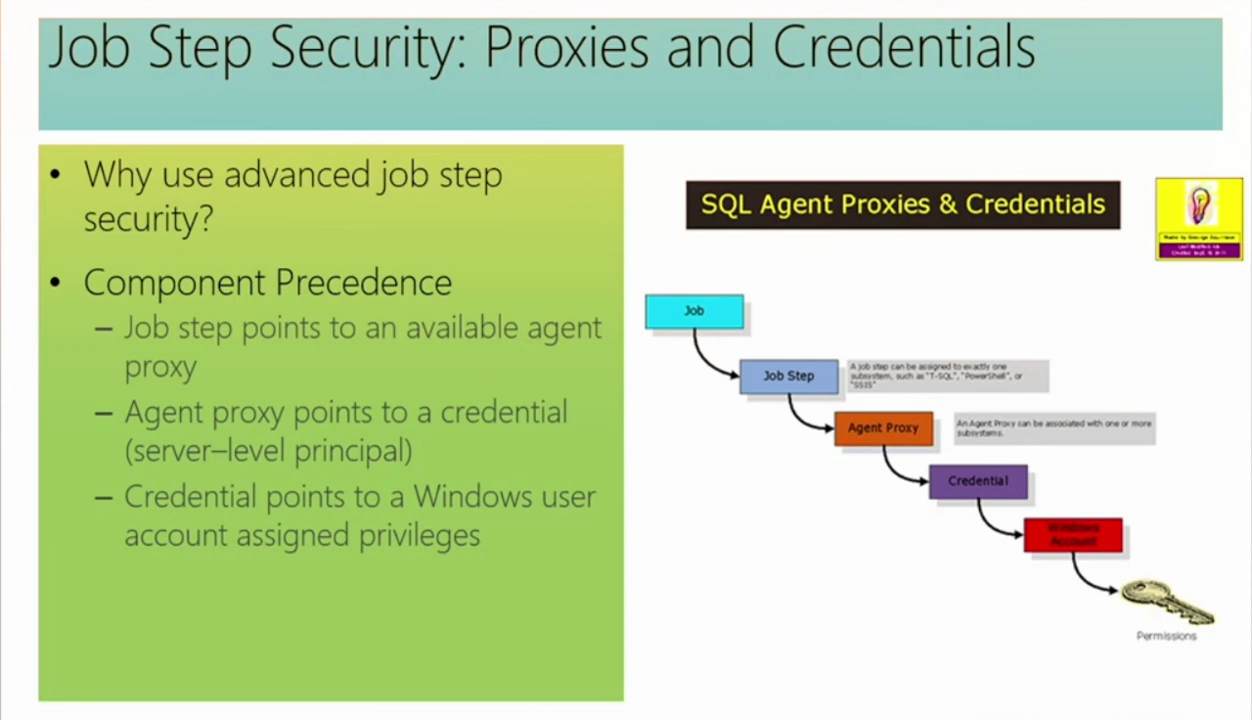 Job Step Security: Proxies and Credentials
• Why use advanced job step
security?
• Component Precedence
– Job step points to an available agent
proxy
– Agent proxy points to a credential
(server–level principal)
– Credential points to a Windows user
account assigned privileges
SQL Agent Proxies & Credentials
Job
Job Step
A job step can be assigned to exactly one
subsystem, such as "T-SQL", "PowerShell", or
"SSIS"
Agent Proxy
An Agent Proxy can be associated with one or more
subsystems.
Credential
Windows
Account
Permissions